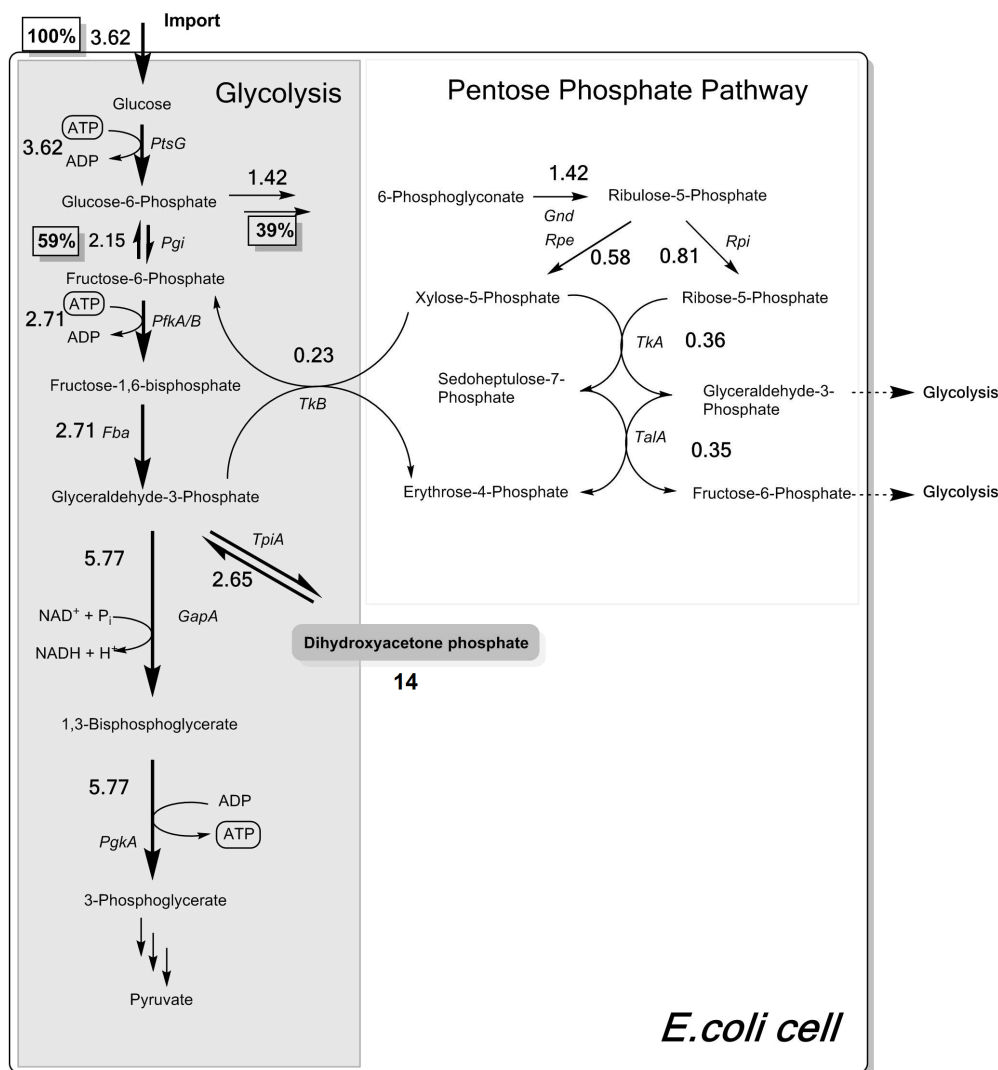 Import
100% 3.62
Glycolysis
Pentose Phosphate Pathway
Glucose
ATP
3.62
ADP
PtsG
Glucose-6-Phosphate
1.42
39%
59%
2.15
Pgi
Fructose-6-Phosphate
ATP
2.71
ADP
PfkA/B
Fructose-1,6-bisphosphate
2.71 Fba
Glyceraldehyde-3-Phosphate
0.23
TkB
5.77
TpiA
2.65
NAD+ + Pi
GapA
NADH + H+
Dihydroxyacetone phosphate
14
1,3-Bisphosphoglycerate
5.77
ADP
ATP
PgkA
3-Phosphoglycerate
Pyruvate
6-Phosphoglyconate
1.42
Gnd
Ribulose-5-Phosphate
Rpe
0.58
0.81
Rpi
Xylose-5-Phosphate
Ribose-5-Phosphate
TkA
0.36
Sedoheptulose-7-
Phosphate
Glyceraldehyde-3-
Phosphate
Glycolysis
TalA
0.35
Erythrose-4-Phosphate
Fructose-6-Phosphate
Glycolysis
E.coli cell